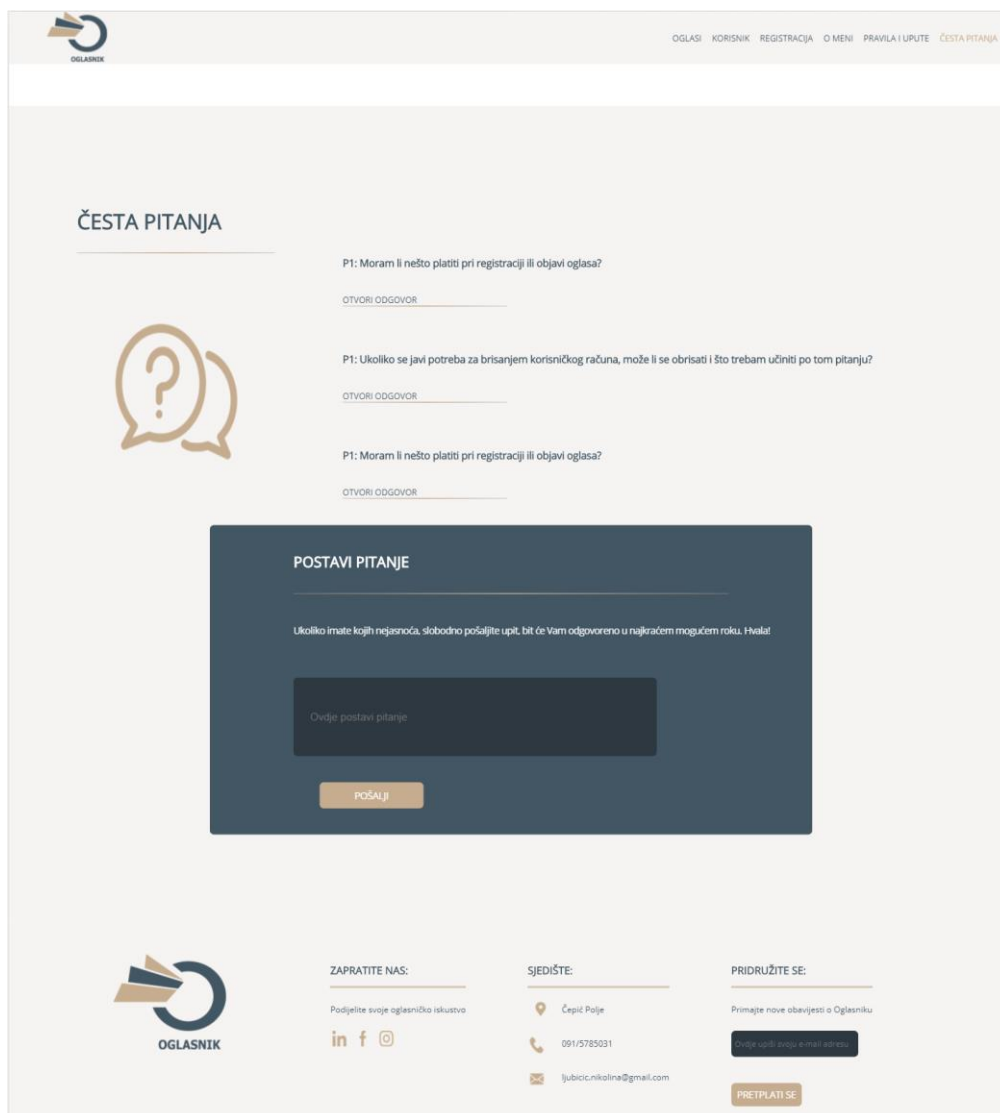 OGLASNIK
OGLASI KORISNIK REGISTRACIJA O MENI PRAVILA I UPUTE ČESTA PITANJA
ČESTA PITANJA
P1: Moram li nešto platiti pri registraciji ili objavi oglasa?
OTVORI ODGOVOR
P1: Ukoliko se javi potreba za brisanjem korisničkog računa, može li se obrisati i što trebam učiniti po tom pitanju?
OTVORI ODGOVOR
P1: Moram li nešto platiti pri registraciji ili objavi oglasa?
OTVORI ODGOVOR
POSTAVI PITANJE
Ukoliko imate kojih nejasnoća, slobodno pošaljite upit, bit će Vam odgovoreno u najkraćem mogućem roku. Hvala!
Ovdje postavi pitanje
POŠALJI
OGLASNIK
ZAPRATITE NAS:
Podijelite svoje oglasničko iskustvo
SJEDIŠTE:
Čepić Polje
091/5785031
ljubicic.nikolina@gmail.com
PRIDRUŽITE SE:
Primajte nove obavijesti o Oglasniku
Ovdje upiši svoju e-mail adresu
PRETPLATI SE